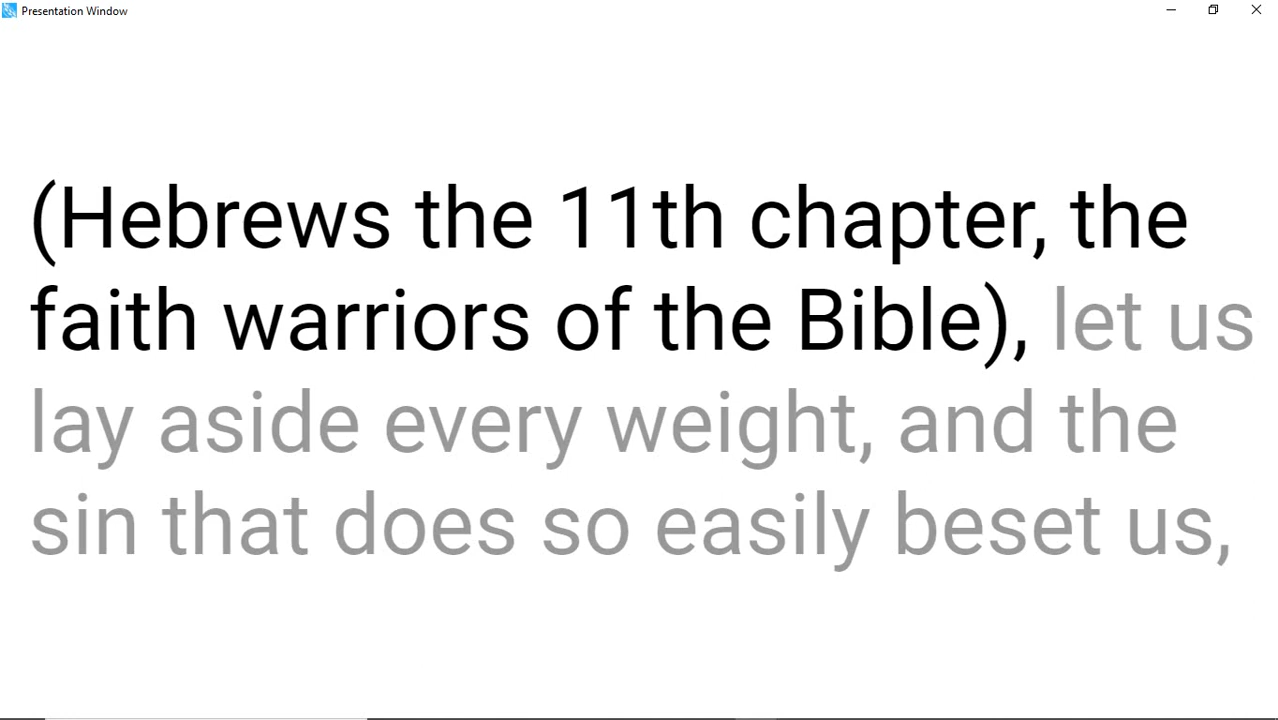 Presentation Window
(Hebrews the 11th chapter, the
faith warriors of the Bible), let us
lay aside every weight, and the
sin that does so easily beset us,